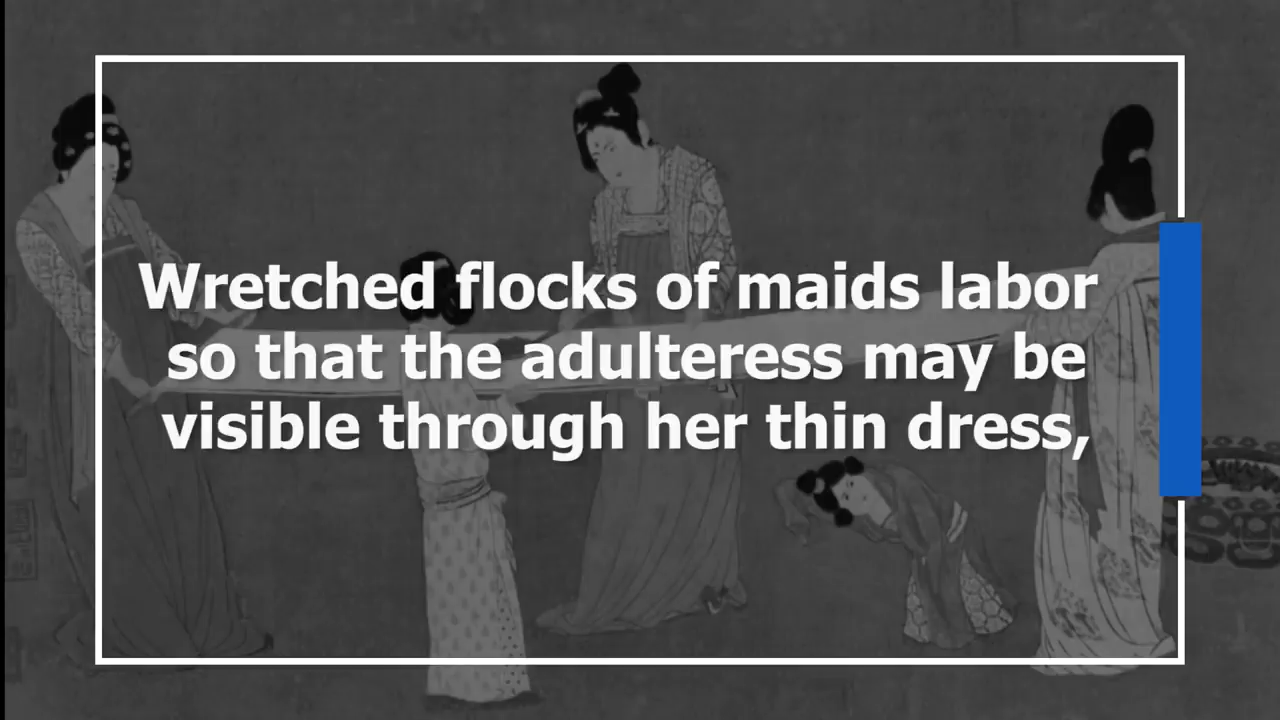 Wretched flocks of maids labor
so that the adulteress may be
visible through her thin dress,